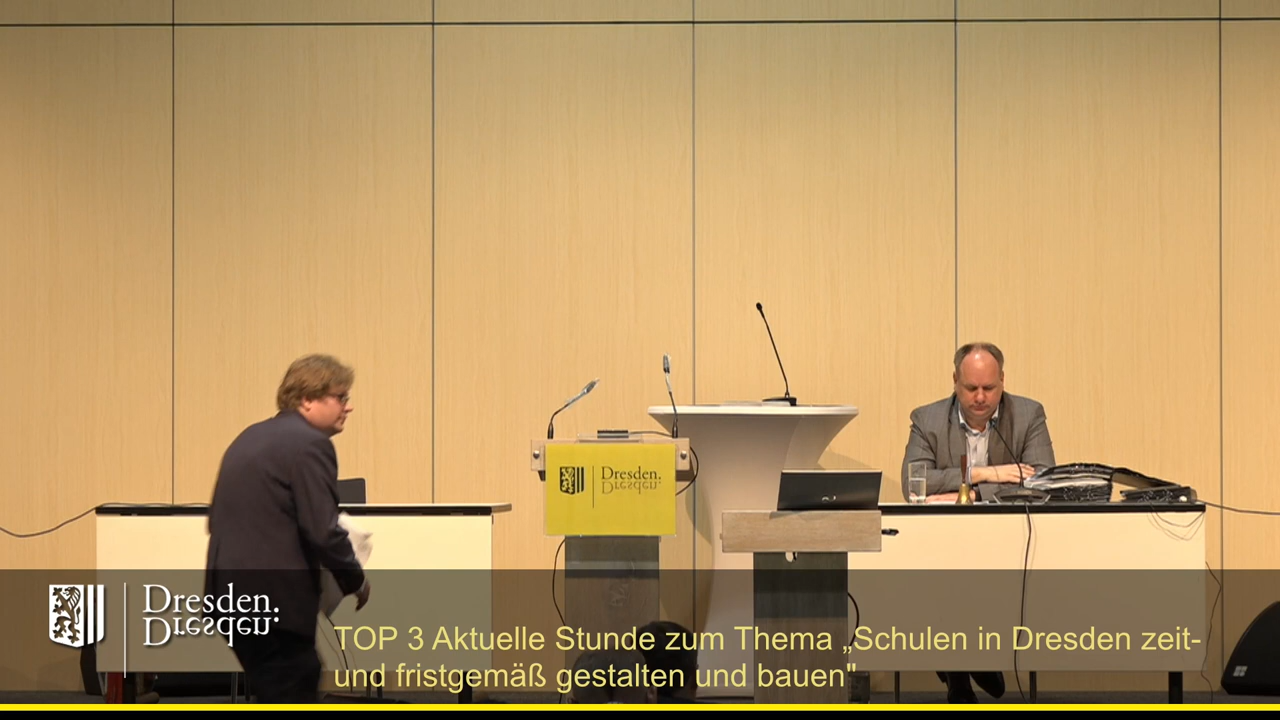 Dresden.
Dresden.
Dresden.
Dresden.
TOP 3 Aktuelle Stunde zum Thema „Schulen in Dresden zeit-
und fristgemäß gestalten und bauen"